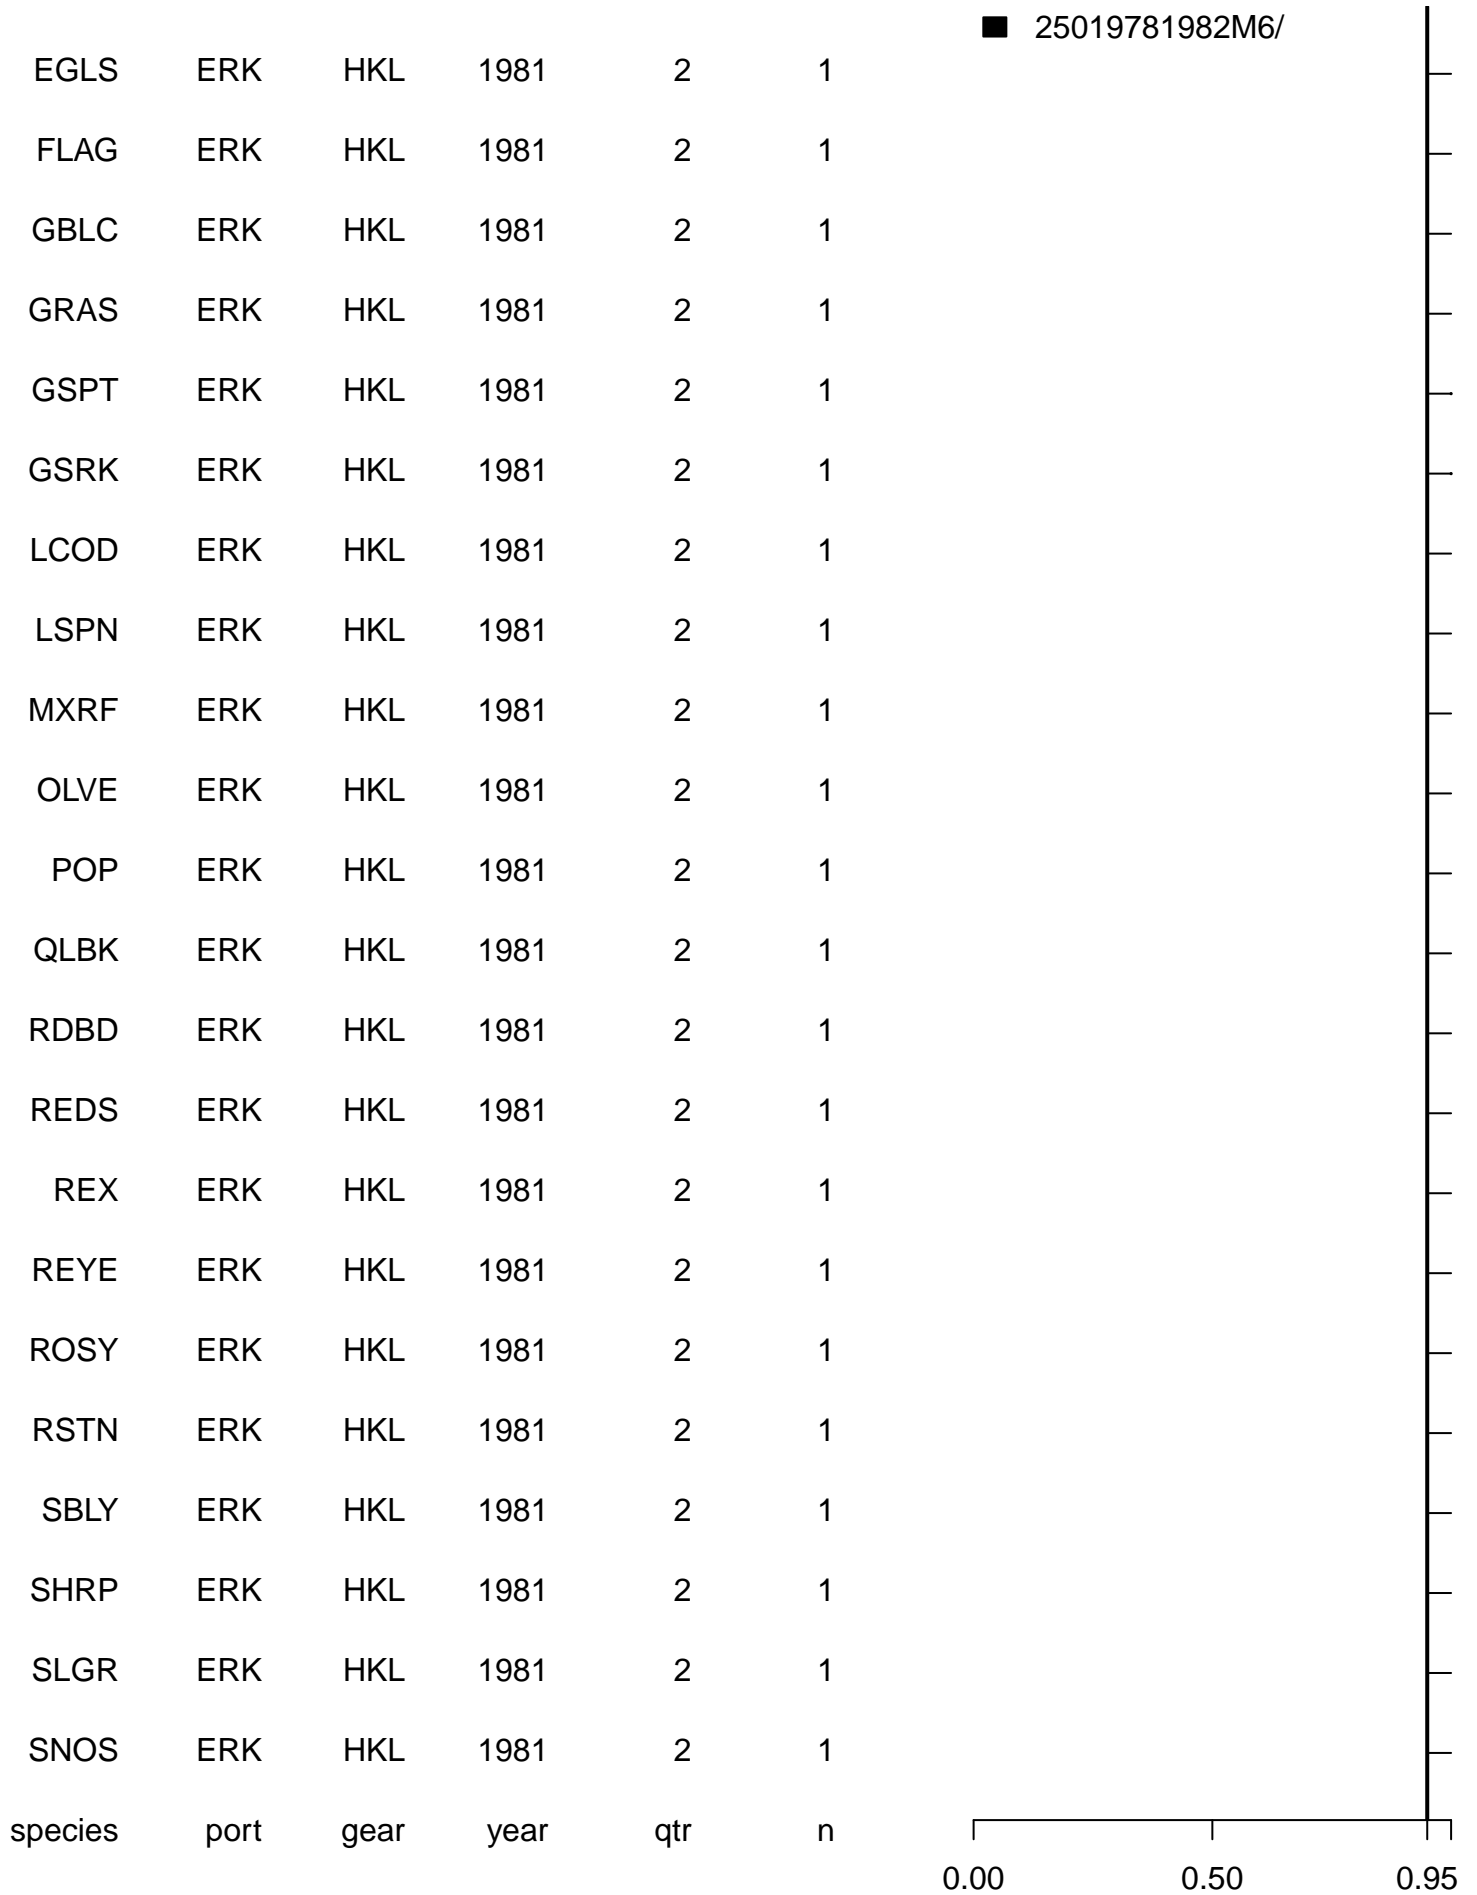 25019781982M6/
EGLS ERK HKL 1981 2 1
FLAG ERK HKL 1981 2 1
GBLC ERK HKL 1981 2 1
GRAS ERK HKL 1981 2 1
GSPT ERK HKL 1981 2 1
GSRK ERK HKL 1981 2 1
LCOD ERK HKL 1981 2 1
LSPN ERK HKL 1981 2 1
MXRF ERK HKL 1981 2 1
OLVE ERK HKL 1981 2 1
POP ERK HKL 1981 2 1
QLBK ERK HKL 1981 2 1
RDBD ERK HKL 1981 2 1
REDS ERK HKL 1981 2 1
REX ERK HKL 1981 2 1
REYE ERK HKL 1981 2 1
ROSY ERK HKL 1981 2 1
RSTN ERK HKL 1981 2 1
SBLY ERK HKL 1981 2 1
SHRP ERK HKL 1981 2 1
SLGR ERK HKL 1981 2 1
SNOS ERK HKL 1981 2 1
species port gear year qtr n
0.00 0.50 0.95